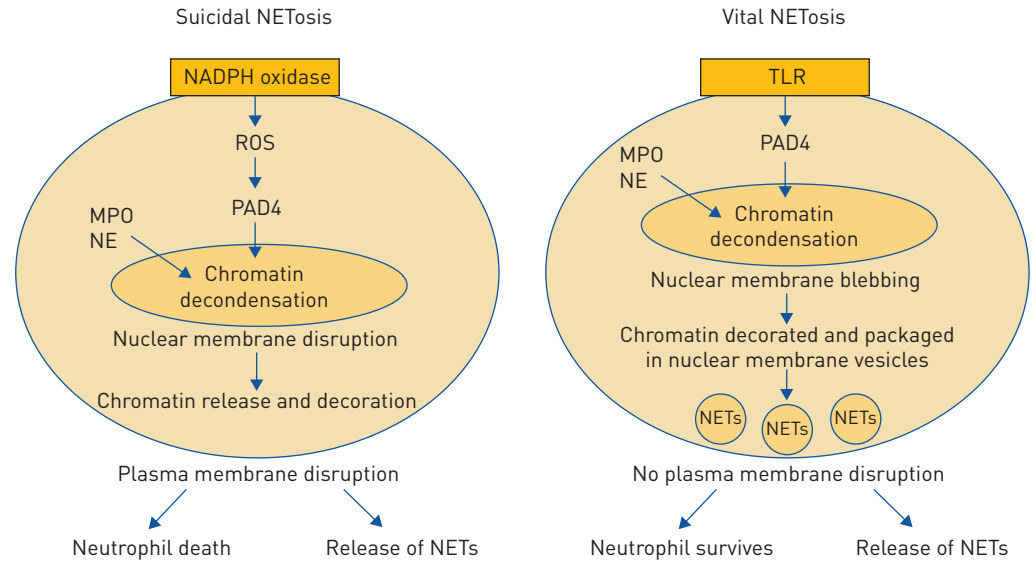 Suicidal NETosis
NADPH oxidase
ROS
PAD4
MPO
NE
Chromatin
decondensation
Nuclear membrane disruption
Chromatin release and decoration
Plasma membrane disruption
Neutrophil death
Release of NETs
Vital NETosis
TLR
PAD4
MPO
NE
Chromatin
decondensation
Nuclear membrane blebbing
Chromatin decorated and packaged
in nuclear membrane vesicles
NETs
NETs
NETs
No plasma membrane disruption
Neutrophil survives
Release of NETs